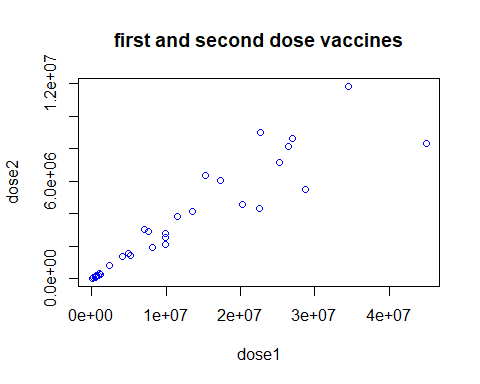 first and second dose vaccines
dose2
0.0e+00 6.0e+06 1.2e+07
0e+00 1e+07 2e+07 3e+07 4e+07
dose1